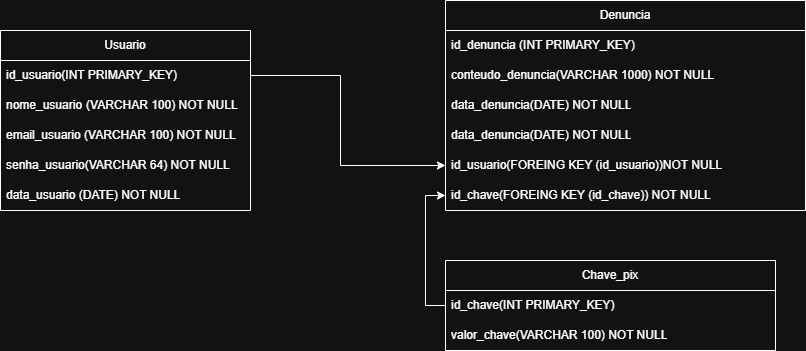 Usuario
id_usuario(INT PRIMARY_KEY)
nome_usuario (VARCHAR 100) NOT NULL
email_usuario (VARCHAR 100) NOT NULL
senha_usuario(VARCHAR 64) NOT NULL
data_usuario (DATE) NOT NULL
Denuncia
id_denuncia (INT PRIMARY_KEY)
conteudo_denuncia(VARCHAR 1000) NOT NULL
data_denuncia(DATE) NOT NULL
data_denuncia(DATE) NOT NULL
id_usuario(FOREING KEY (id_usuario))NOT NULL
id_chave(FOREING KEY (id_chave)) NOT NULL
Chave_pix
id_chave(INT PRIMARY_KEY)
valor_chave(VARCHAR 100) NOT NULL